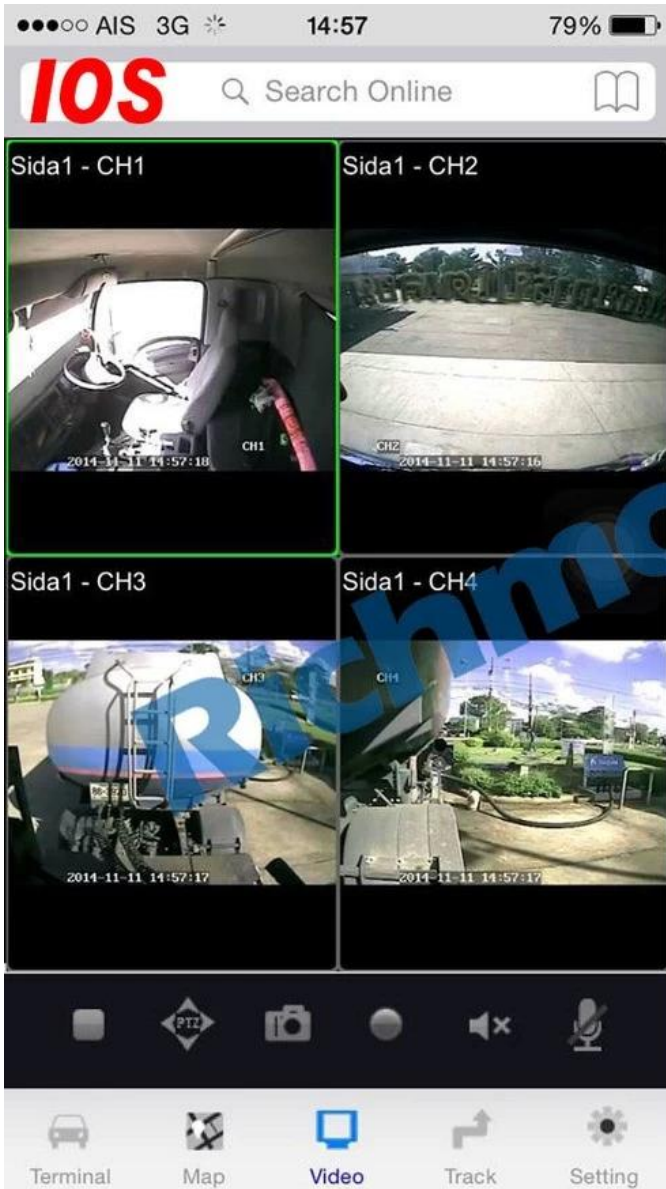 AIS 3G 14:57 79%
IOS Search Online
Sida1 - CH1 Sida1 - CH2
CH1
2014-11-11 14:57:18
CH2
2014-11-11 14:57:16
Sida1 - CH3 Sida1 - CH4
CH3
2014-11-11 14:57:17
CH4
2014-11-11 14:57:17
Richmo
PTZ
Terminal Map Video Track Setting